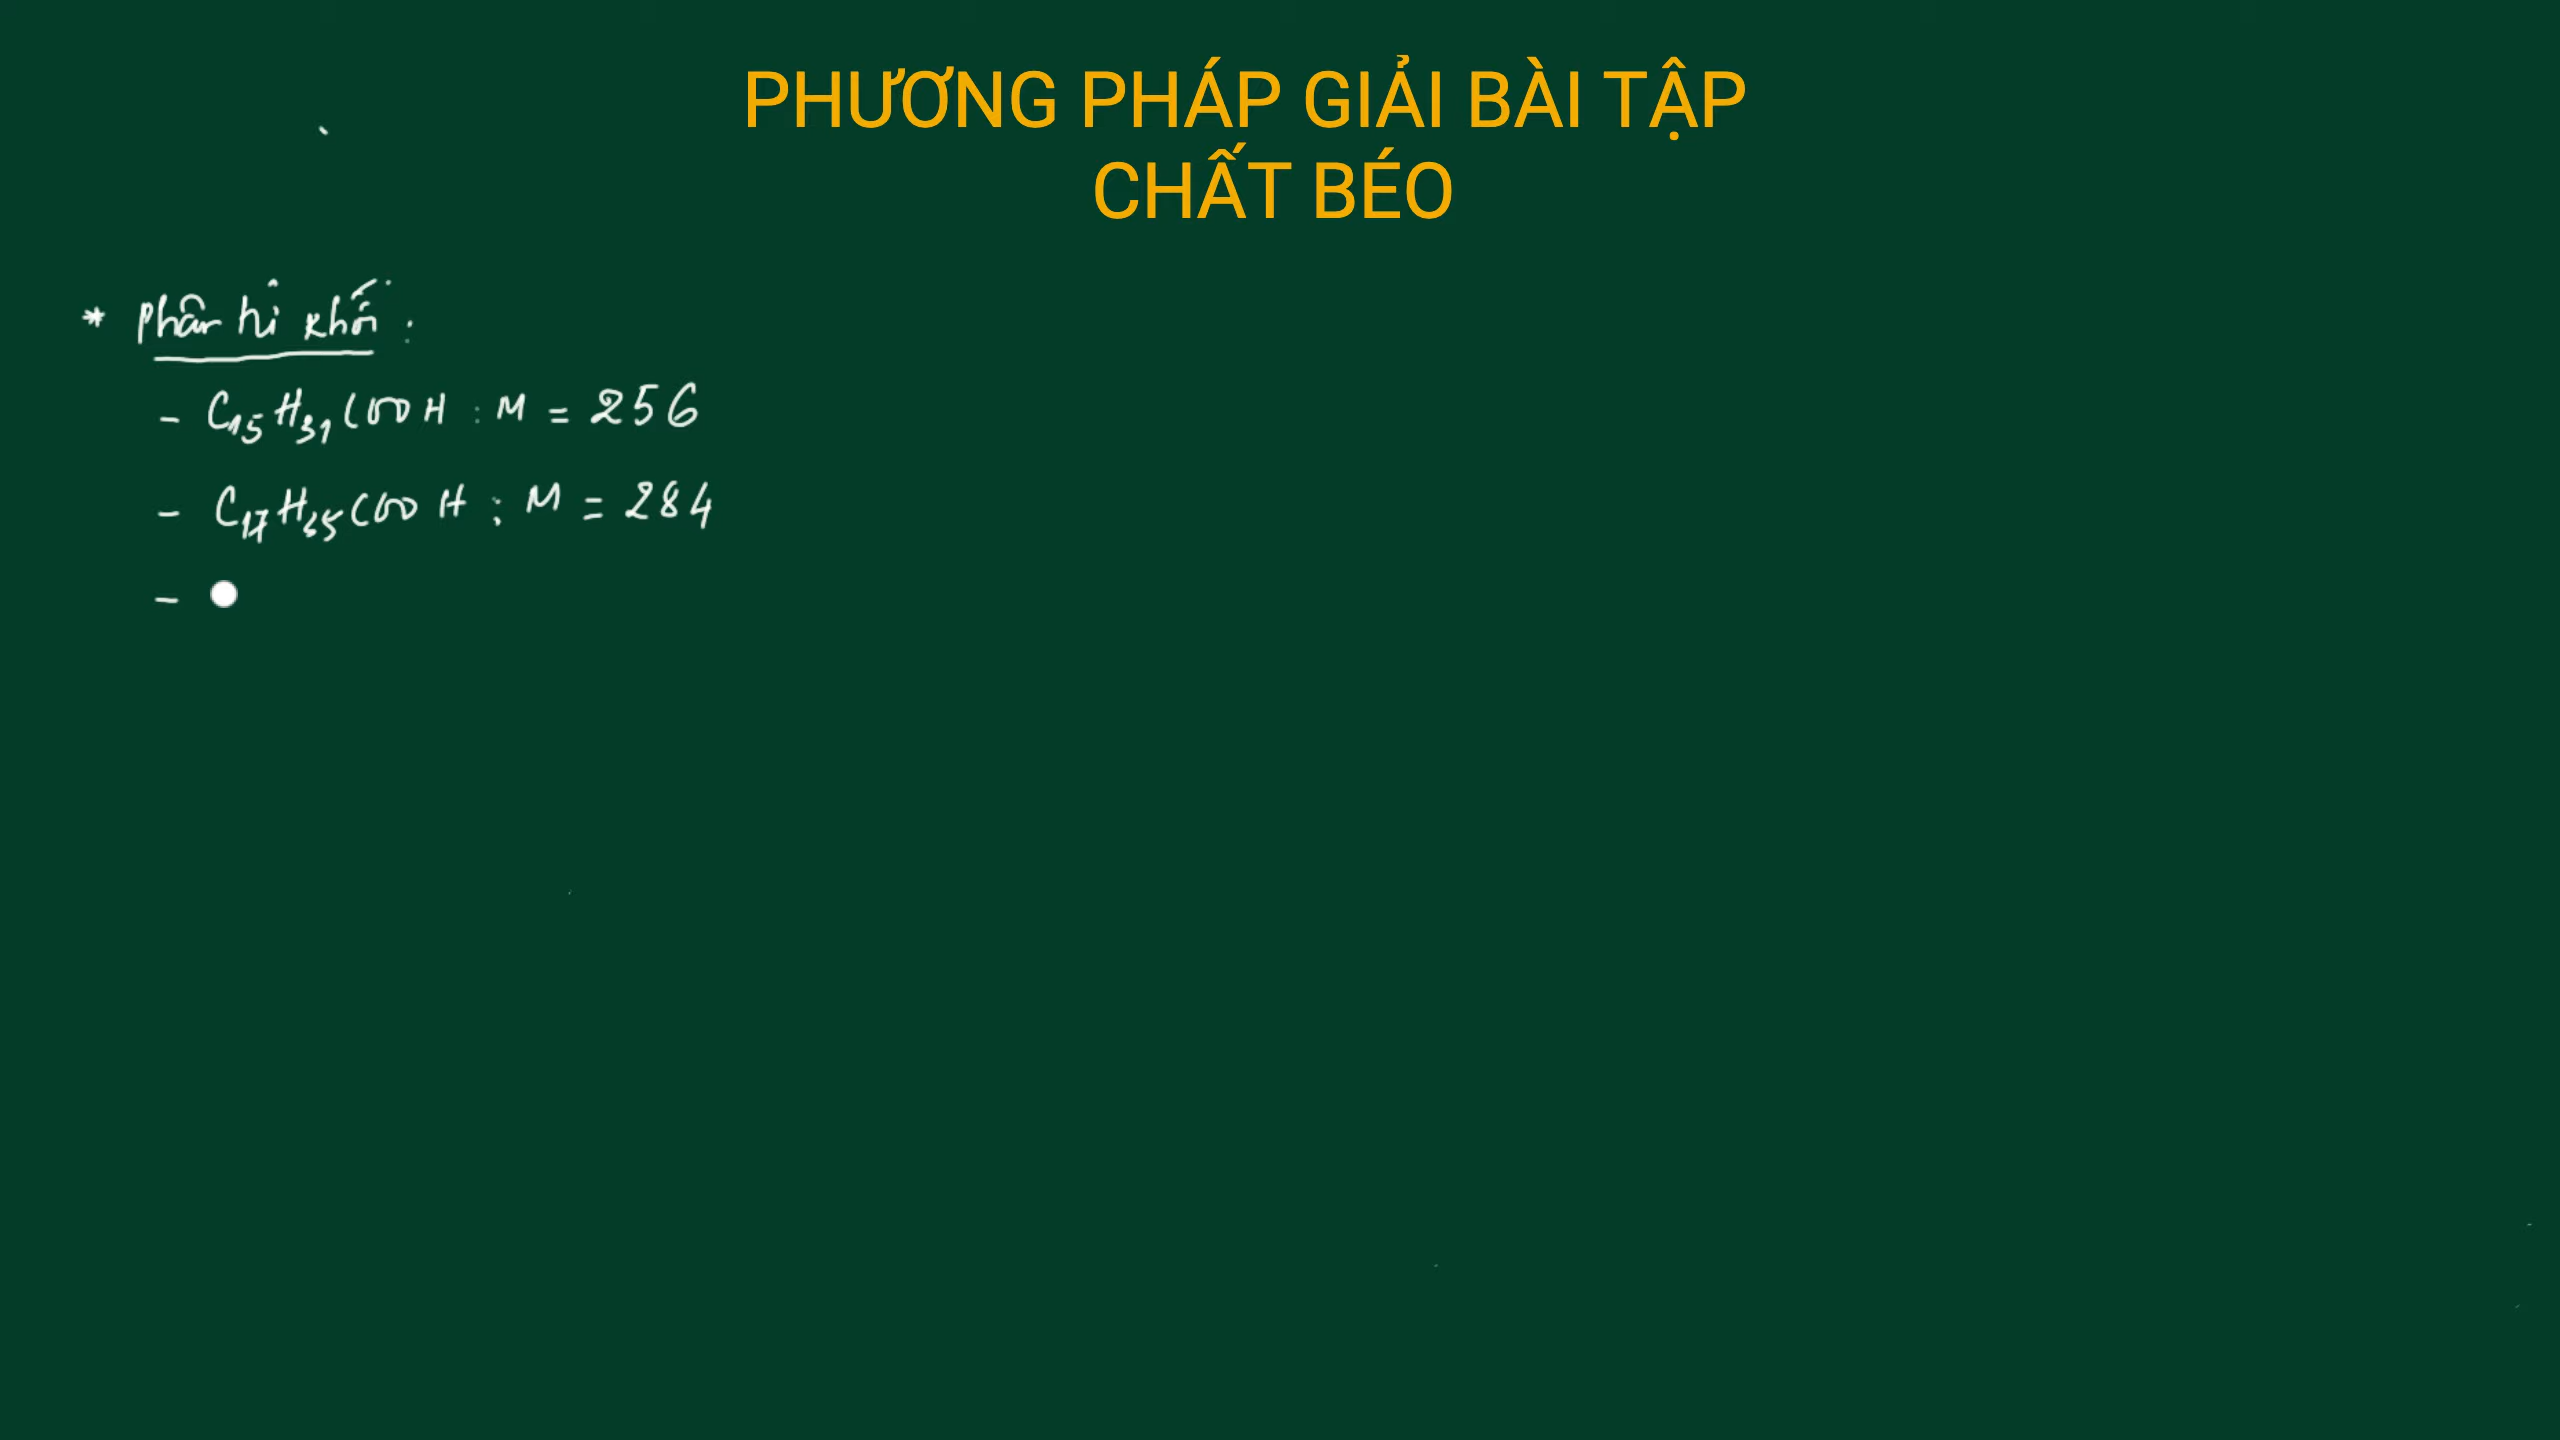 PHƯƠNG PHÁP GIẢI BÀI TẬP
CHẤT BÉO
* Phân tử khối :
- C₁₅H₃₁COOH : M = 256
- C₁₇H₃₅COOH : M = 284
-